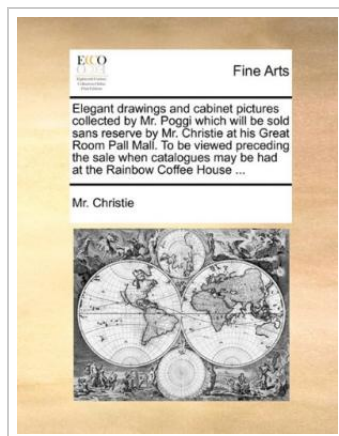 ECCO
Fine Arts
Elegant drawings and cabinet pictures
collected by Mr. Poggi which will be sold
sans reserve by Mr. Christie at his Great
Room Pall Mall. To be viewed preceding
the sale when catalogues may be had
at the Rainbow Coffee House ...
Mr. Christie